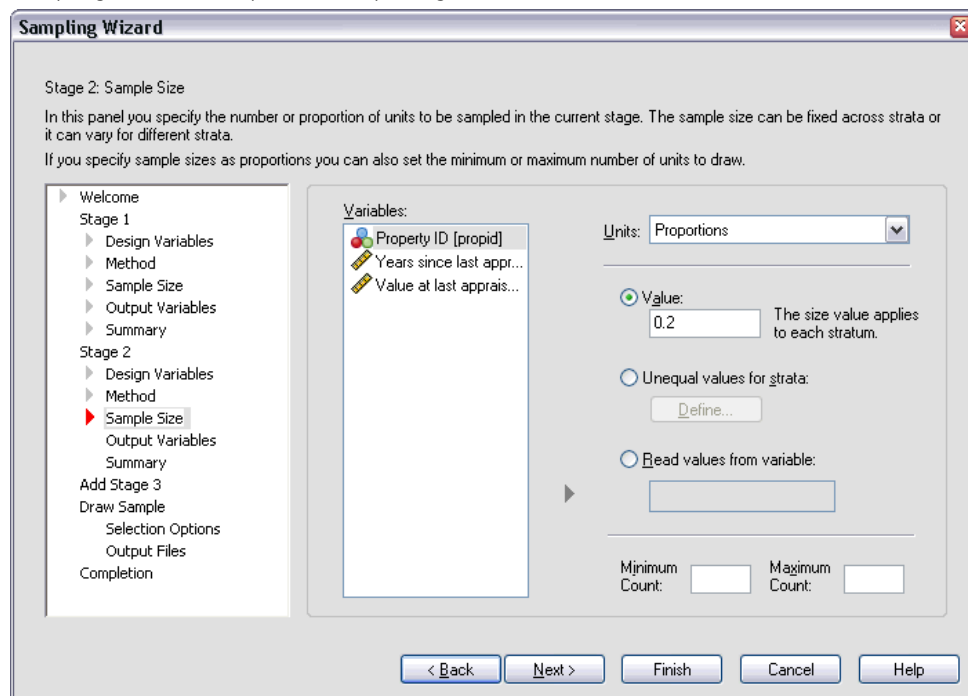 Sampling Wizard
Stage 2: Sample Size
In this panel you specify the number or proportion of units to be sampled in the current stage. The sample size can be fixed across strata or
it can vary for different strata.
If you specify sample sizes as proportions you can also set the minimum or maximum number of units to draw.
Welcome
Stage 1
Design Variables
Method
Sample Size
Output Variables
Summary
Stage 2
Design Variables
Method
Sample Size
Output Variables
Summary
Add Stage 3
Draw Sample
Selection Options
Output Files
Completion
Variables:
Property ID [propid]
Years since last appr...
Value at last apprais...
Units: Proportions
Value:
0.2
The size value applies
to each stratum.
Unequal values for strata:
Define...
Read values from variable:
Minimum
Count:
Maximum
Count:
< Back
Next >
Finish
Cancel
Help